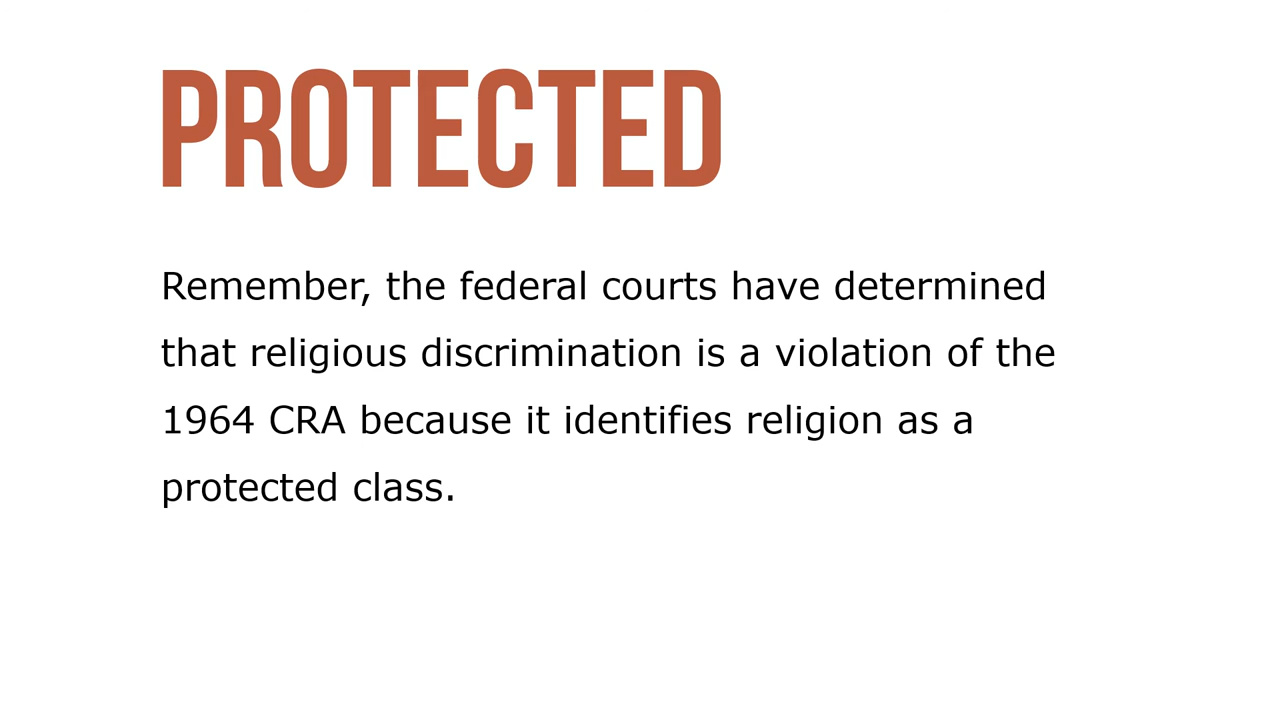 PROTECTED
Remember, the federal courts have determined
that religious discrimination is a violation of the
1964 CRA because it identifies religion as a
protected class.